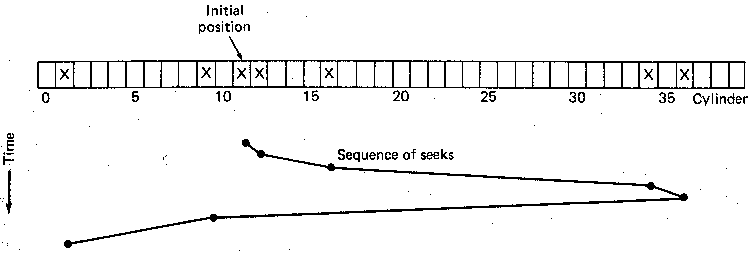 Initial
position
X X X X X X X
0 5 10 15 20 25 30 35 Cylinder
Time
Sequence of seeks